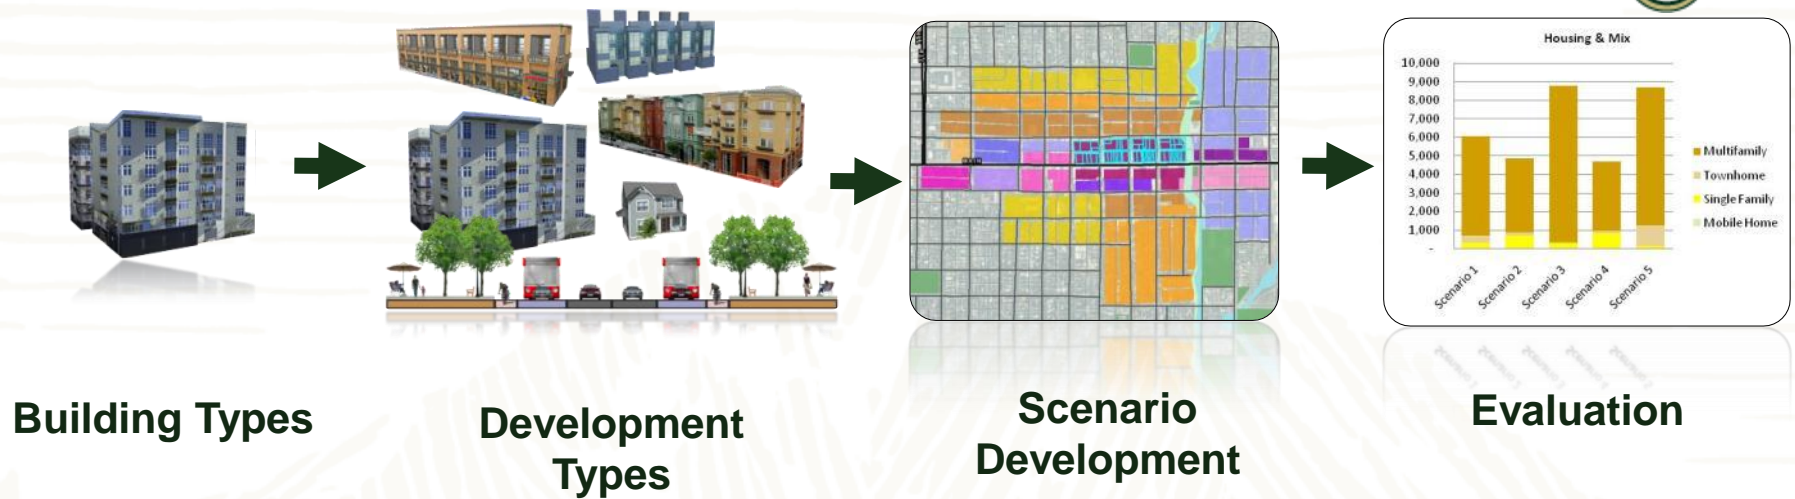 Housing & Mix
10,000
9,000
8,000
7,000
6,000
5,000
4,000
3,000
2,000
1,000
-
Multifamily
Townhome
Single Family
Mobile Home
Scenario 1
Scenario 2
Scenario 3
Scenario 4
Scenario 5
Building Types
Development
Types
Scenario
Development
Evaluation